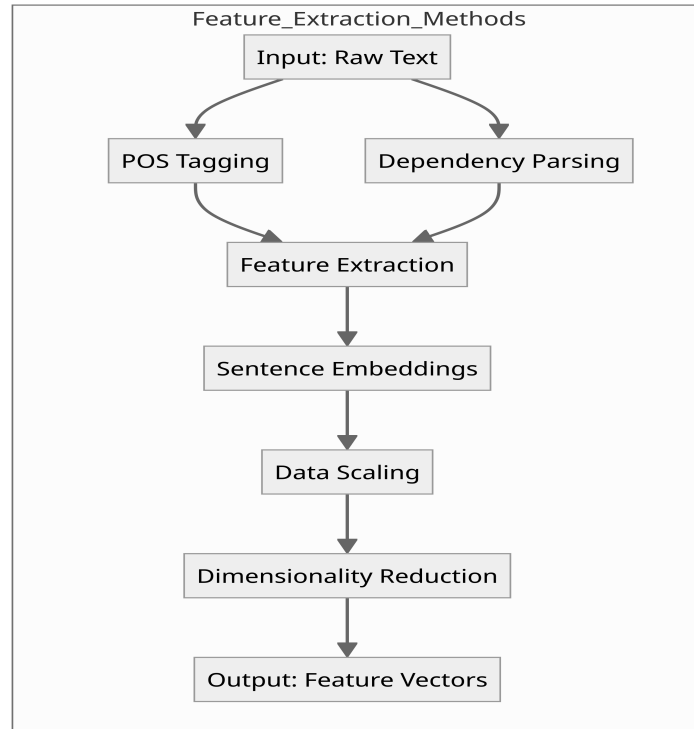 Feature_Extraction_Methods
Input: Raw Text
POS Tagging
Dependency Parsing
Feature Extraction
Sentence Embeddings
Data Scaling
Dimensionality Reduction
Output: Feature Vectors